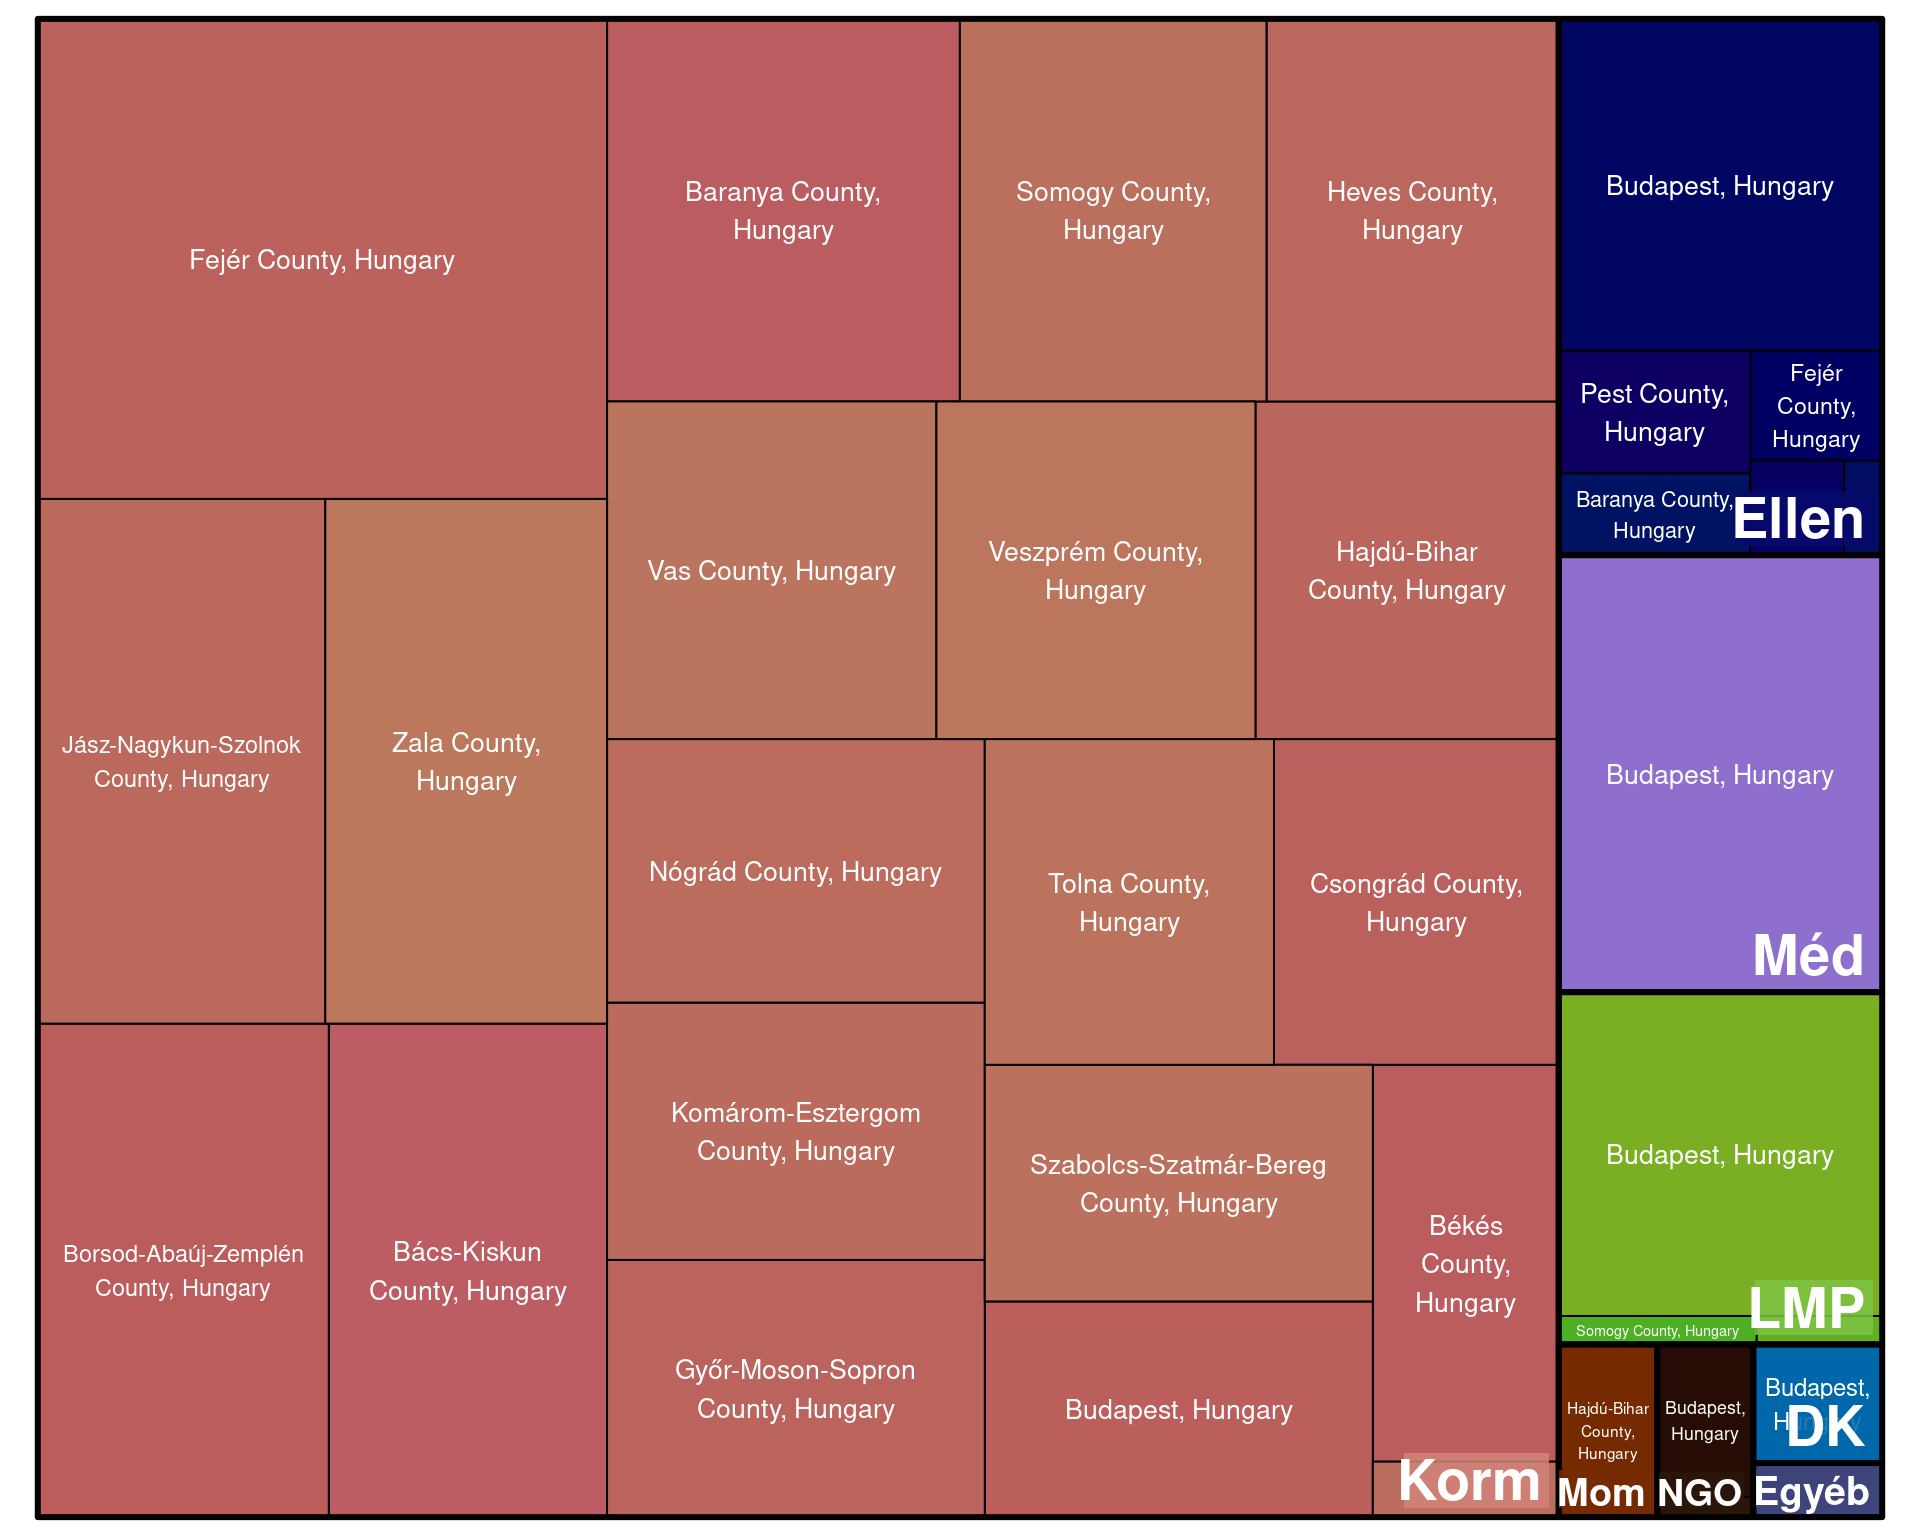 Fejér County, Hungary
Baranya County,
Hungary
Somogy County,
Hungary
Heves County,
Hungary
Budapest, Hungary
Pest County,
Hungary
Fejér
County,
Hungary
Baranya County,
Hungary
Ellen
Jász-Nagykun-Szolnok
County, Hungary
Zala County,
Hungary
Vas County, Hungary
Veszprém County,
Hungary
Hajdú-Bihar
County, Hungary
Budapest, Hungary
Méd
Nógrád County, Hungary
Tolna County,
Hungary
Csongrád County,
Hungary
Borsod-Abaúj-Zemplén
County, Hungary
Bács-Kiskun
County, Hungary
Komárom-Esztergom
County, Hungary
Szabolcs-Szatmár-Bereg
County, Hungary
Békés
County,
Hungary
Győr-Moson-Sopron
County, Hungary
Budapest, Hungary
Korm
Budapest, Hungary
LMP
Somogy County, Hungary
Hajdú-Bihar
County,
Hungary
Mom
Budapest,
Hungary
NGO
Budapest,
Hungary
DK
Egyéb